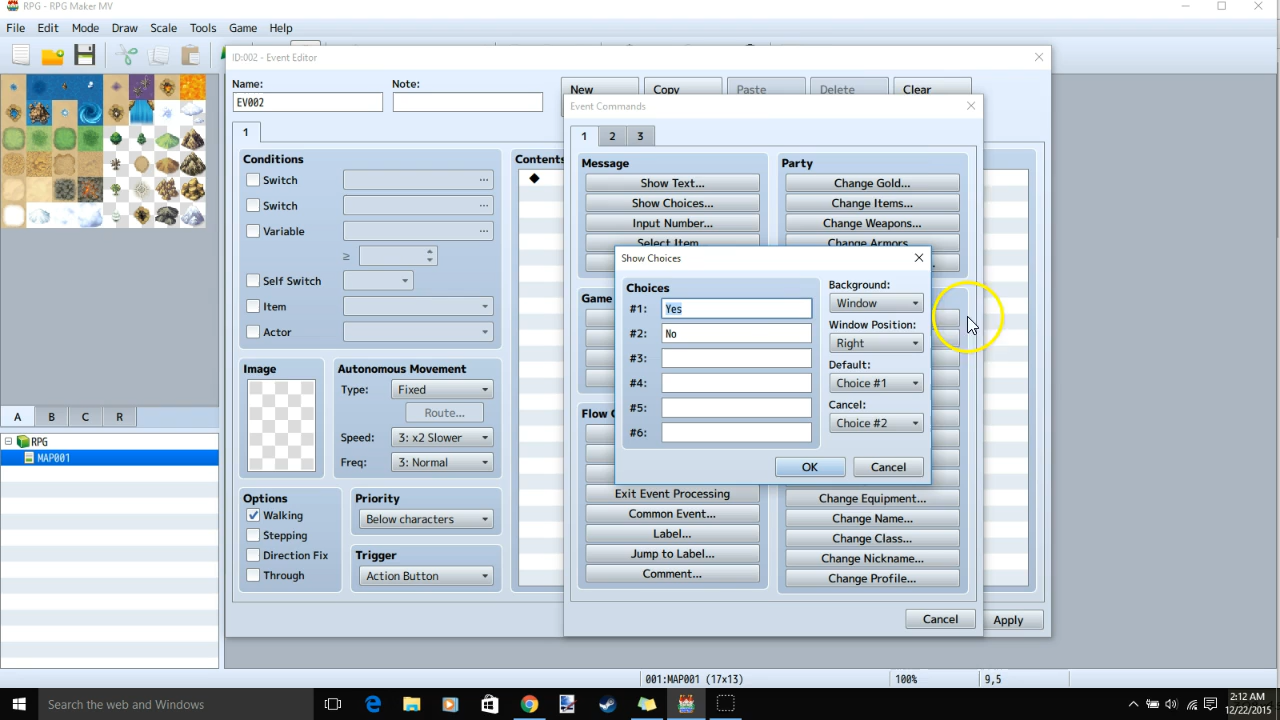 RPG - RPG Maker MV
File Edit Mode Draw Scale Tools Game Help
ID:002 - Event Editor
Name: Note:
EV002
New Copy Paste Delete Clear
1
Conditions
Switch ...
Switch ...
Variable ...
≥
Self Switch
Item
Actor
Image
Autonomous Movement
Type: Fixed
Route...
Speed: 3: x2 Slower
Freq: 3: Normal
Options
Walking
Stepping
Direction Fix
Through
Priority
Below characters
Trigger
Action Button
Contents
Event Commands
1 2 3
Message
Show Text...
Show Choices...
Input Number...
Select Item
Party
Change Gold...
Change Items...
Change Weapons...
Change Armors
Game
Flow
Show Choices
Choices
#1: Yes
#2: No
#3:
#4:
#5:
#6:
Background:
Window
Window Position:
Right
Default:
Choice #1
Cancel:
Choice #2
OK Cancel
Exit Event Processing
Common Event...
Label...
Jump to Label...
Comment...
Change Equipment...
Change Name...
Change Class...
Change Nickname...
Change Profile...
Cancel Apply
A B C R
RPG
MAP001
001:MAP001 (17x13) 100% 9,5
Search the web and Windows
2:12 AM
12/22/2015